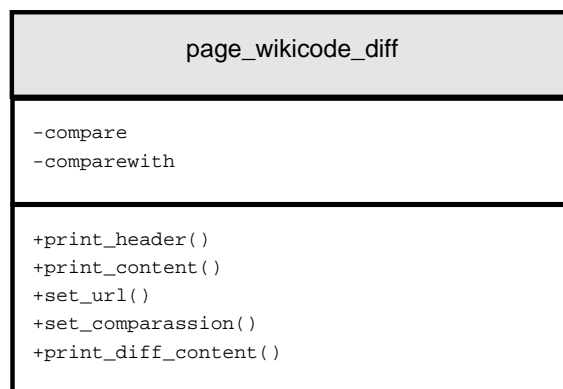 page_wikicode_diff
-compare
-comparewith
+print_header()
+print_content()
+set_url()
+set_comparassion()
+print_diff_content()